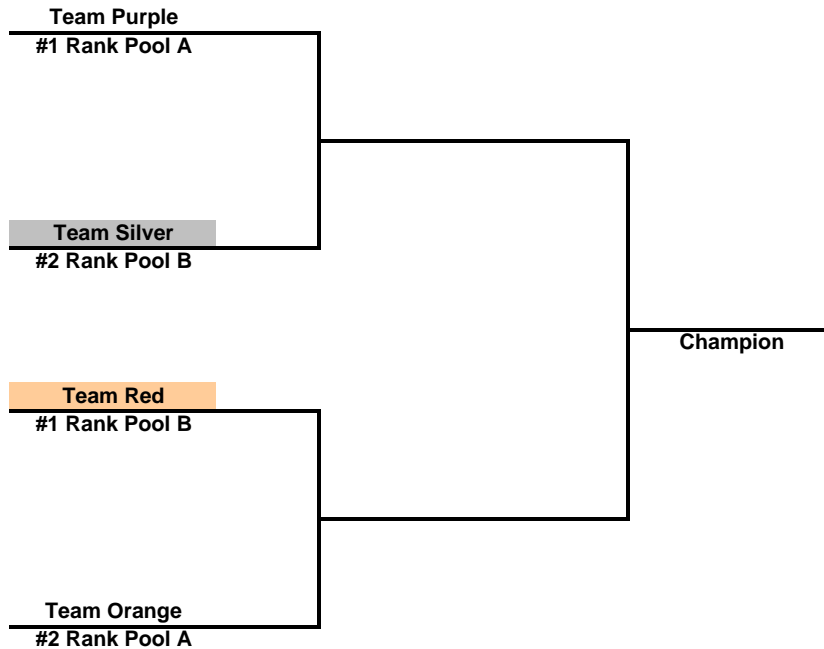 Team Purple
#1 Rank Pool A
Team Silver
#2 Rank Pool B
Champion
Team Red
#1 Rank Pool B
Team Orange
#2 Rank Pool A